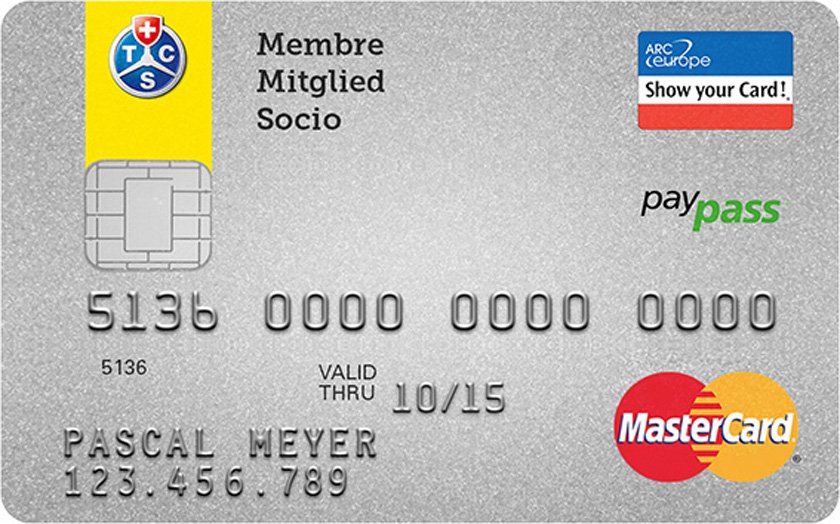 TCS
Membre
Mitglied
Socio
ARC
europe
Show your Card!
paypass
5136 0000 0000 0000
5136
VALID
THRU 10/15
PASCAL MEYER
123.456.789
MasterCard